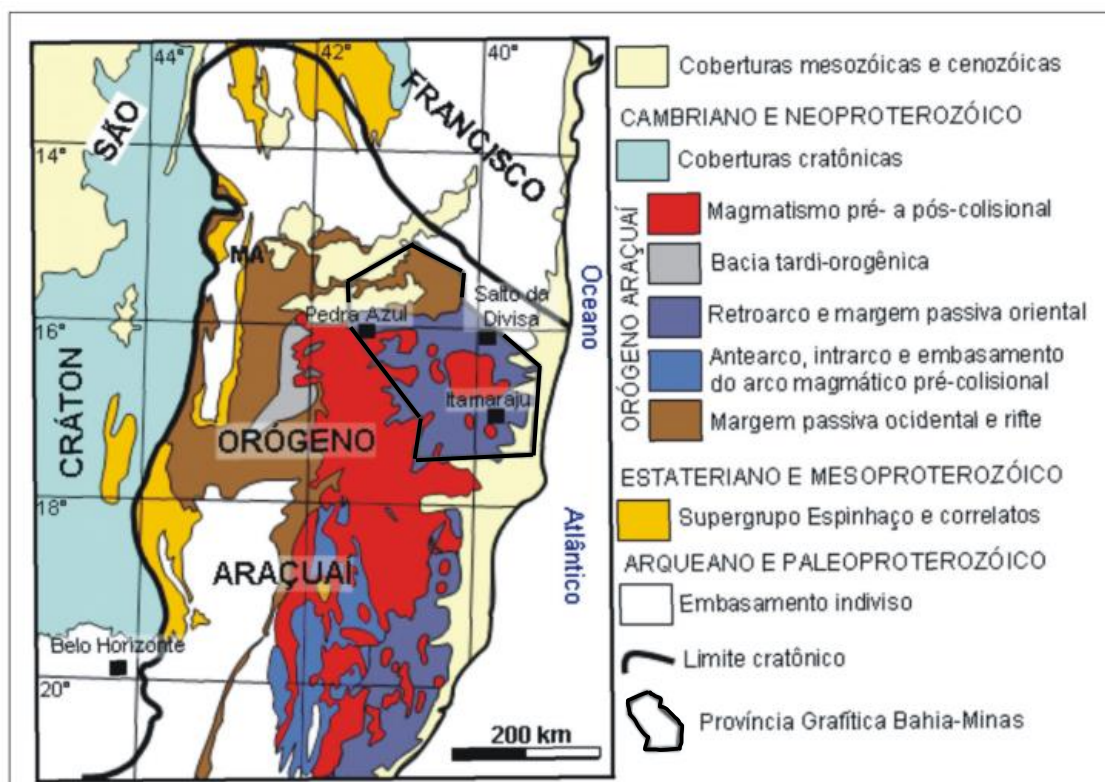 44°
42°
40°
SÃO
FRANCISCO
14°
MA
Oceano
Salto da
Divisa
Pedra Azul
16°
Itamaraju
CRÁTON
ORÓGENO
18°
Atlântico
ARAÇUAÍ
Belo Horizonte
20°
200 km
Coberturas mesozóicas e cenozóicas
CAMBRIANO E NEOPROTEROZÓICO
Coberturas cratônicas
ORÓGENO ARAÇUAÍ
Magmatismo pré- a pós-colisional
Bacia tardi-orogênica
Retroarco e margem passiva oriental
Antearco, intrarco e embasamento
do arco magmático pré-colisional
Margem passiva ocidental e rifte
ESTATERIANO E MESOPROTEROZÓICO
Supergrupo Espinhaço e correlatos
ARQUEANO E PALEOPROTEROZÓICO
Embasamento indiviso
Limite cratônico
Província Grafítica Bahia-Minas